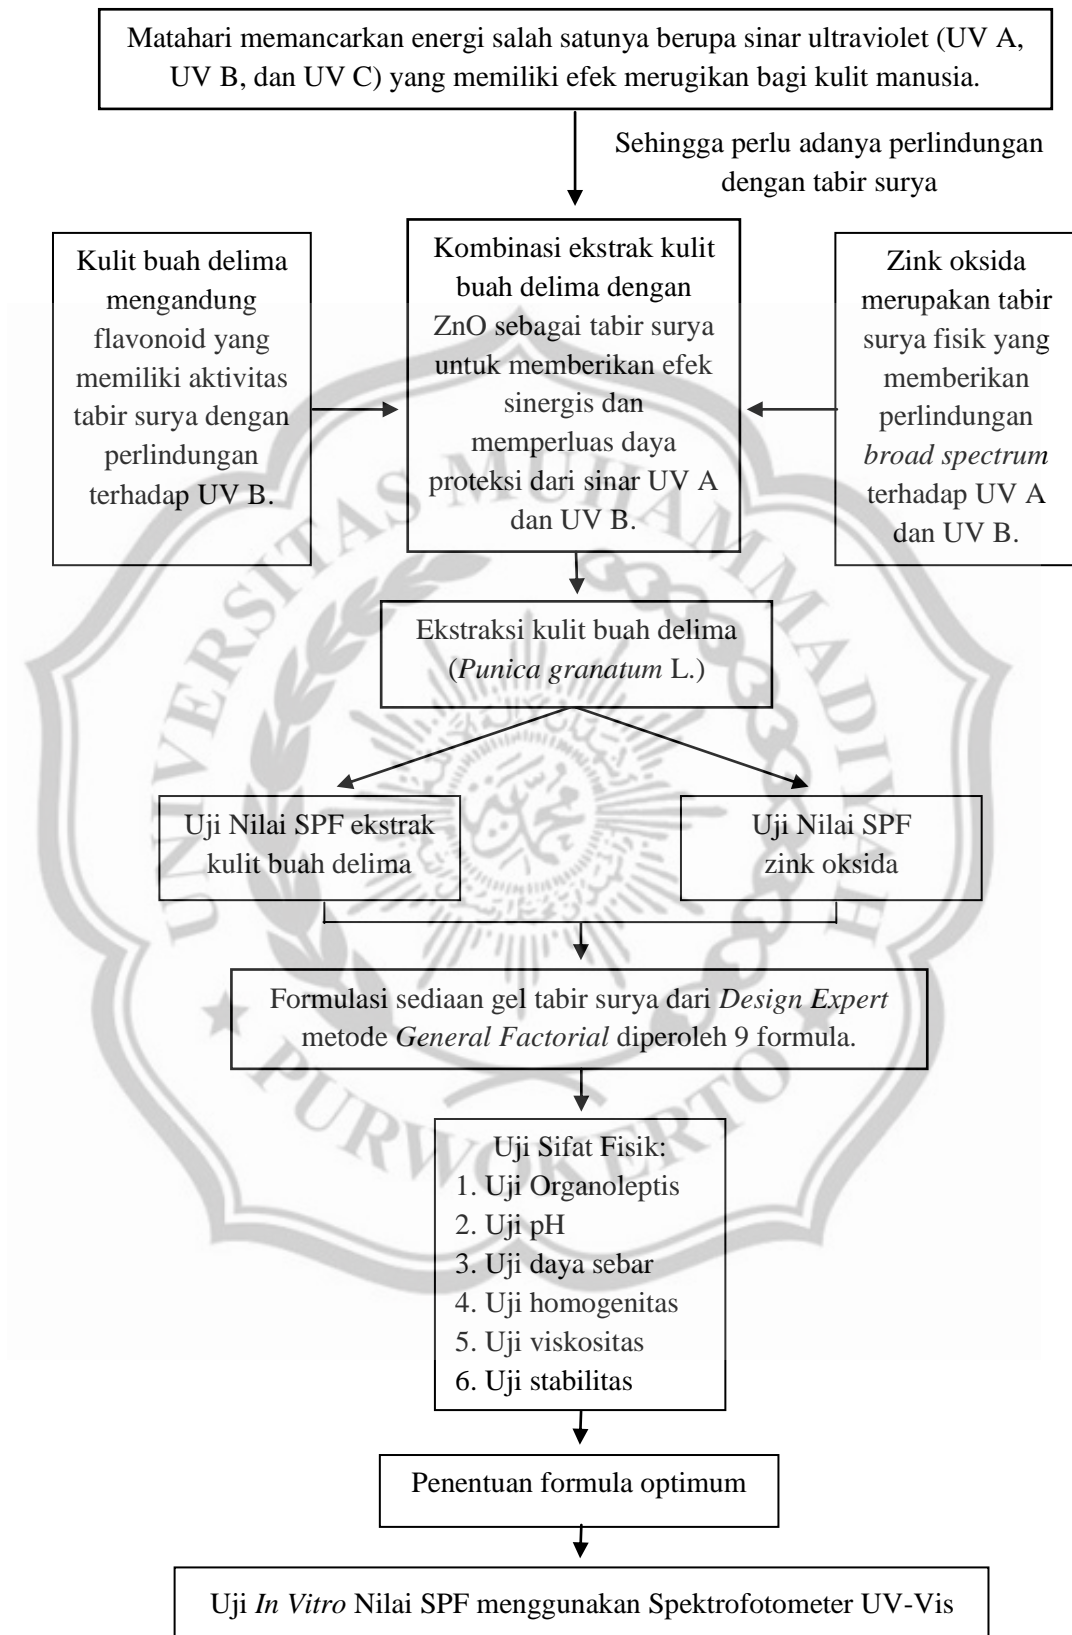 Matahari memancarkan energi salah satunya berupa sinar ultraviolet (UV A,
UV B, dan UV C) yang memiliki efek merugikan bagi kulit manusia.
Sehingga perlu adanya perlindungan
dengan tabir surya
Kulit buah delima
mengandung
flavonoid yang
memiliki aktivitas
tabir surya dengan
perlindungan
terhadap UV B.
Kombinasi ekstrak kulit
buah delima dengan
ZnO sebagai tabir surya
untuk memberikan efek
sinergis dan
memperluas daya
proteksi dari sinar UV A
dan UV B.
Zink oksida
merupakan tabir
surya fisik yang
memberikan
perlindungan
broad spectrum
terhadap UV A
dan UV B.
Ekstraksi kulit buah delima
(Punica granatum L.)
Uji Nilai SPF ekstrak
kulit buah delima
Uji Nilai SPF
zink oksida
Formulasi sediaan gel tabir surya dari Design Expert
metode General Factorial diperoleh 9 formula.
Uji Sifat Fisik:
1. Uji Organoleptis
2. Uji pH
3. Uji daya sebar
4. Uji homogenitas
5. Uji viskositas
6. Uji stabilitas
Penentuan formula optimum
Uji In Vitro Nilai SPF menggunakan Spektrofotometer UV-Vis
UNIVERSITAS MUHAMMADIYAH
PURWOKERTO